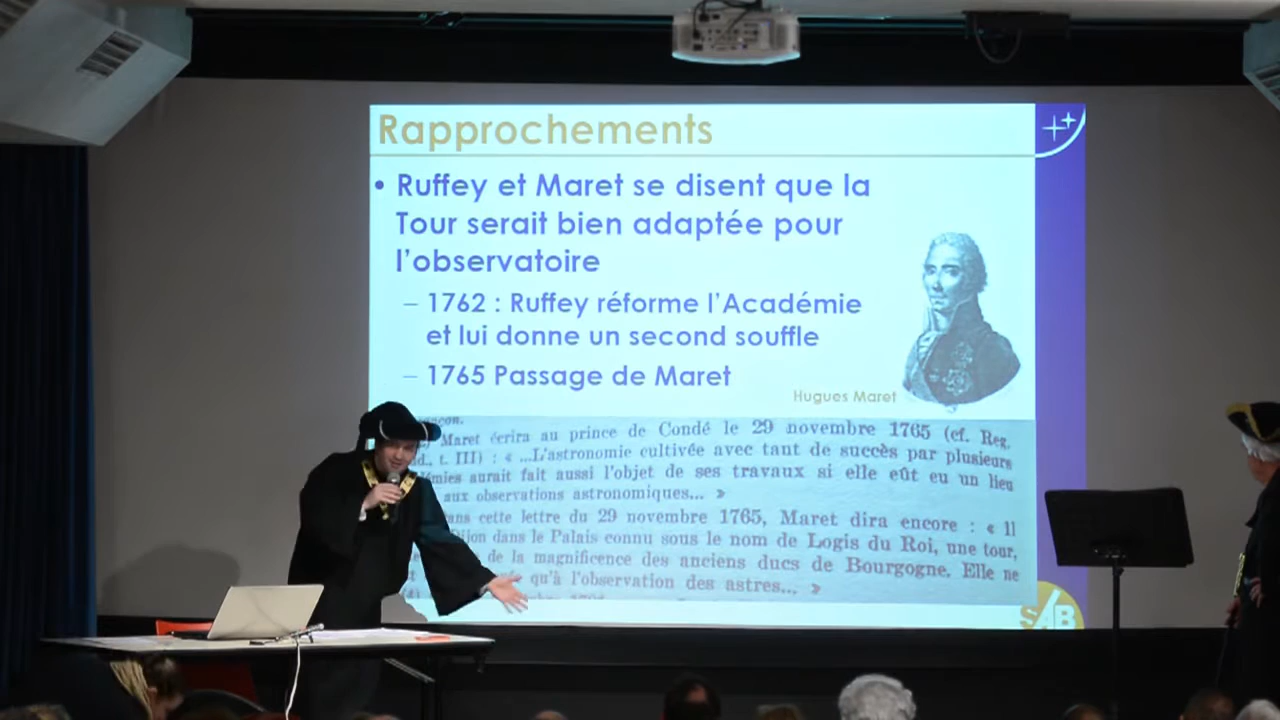 Rapprochements
• Ruffey et Maret se disent que la
Tour serait bien adaptée pour
l'observatoire
– 1762 : Ruffey réforme l'Académie
et lui donne un second souffle
– 1765 Passage de Maret
Hugues Maret
Maret écrira au prince de Condé le 29 novembre 1765 (cf. Reg.
t. III) : « ...L'astronomie cultivée avec tant de succès par plusieurs
aurait fait aussi l'objet de ses travaux si elle eût eu un lieu
aux observations astronomiques... »
cette lettre du 29 novembre 1765, Maret dira encore : « Il
Dijon dans le Palais connu sous le nom de Logis du Roi, une tour,
de la magnificence des anciens ducs de Bourgogne. Elle ne
qu'à l'observation des astres... »
SAB